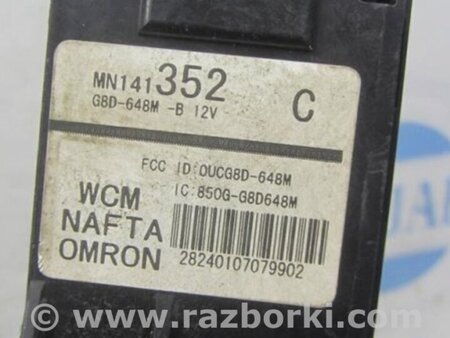 MN141352 C
G8D-648M -B 12V
FCC ID:OUCG8D-648M
IC:850G-G8D648M
WCM
NAFTA
OMRON
28240107079902
www.razborki.com